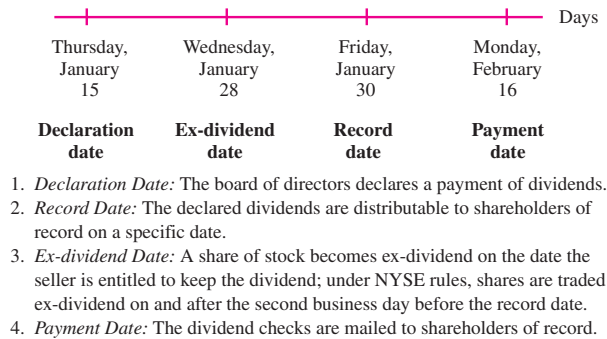 Days
Thursday, January 15
Wednesday, January 28
Friday, January 30
Monday, February 16
Declaration date
Ex-dividend date
Record date
Payment date
1. Declaration Date: The board of directors declares a payment of dividends.
2. Record Date: The declared dividends are distributable to shareholders of
record on a specific date.
3. Ex-dividend Date: A share of stock becomes ex-dividend on the date the
seller is entitled to keep the dividend; under NYSE rules, shares are traded
ex-dividend on and after the second business day before the record date.
4. Payment Date: The dividend checks are mailed to shareholders of record.